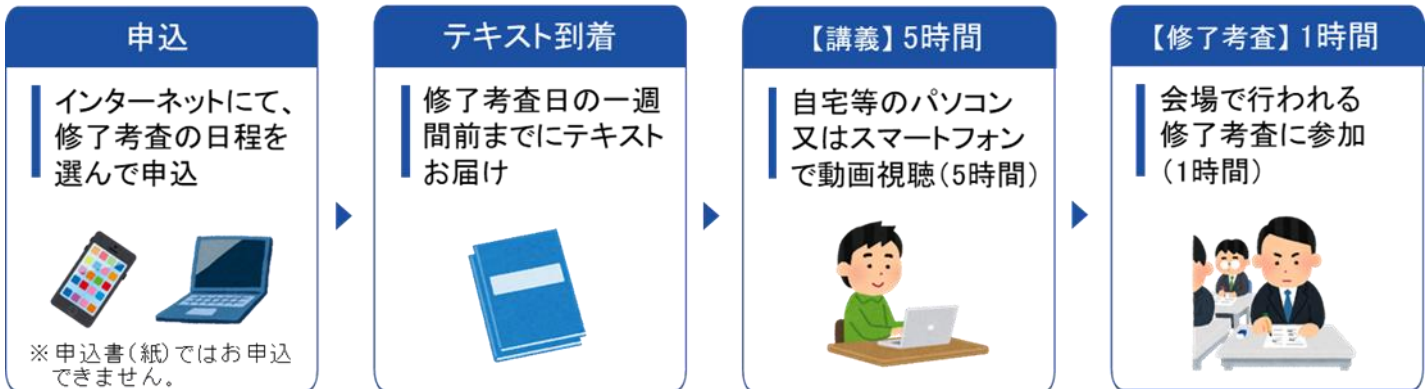 申込
インターネットにて、
修了考査の日程を
選んで申込
※申込書(紙)ではお申込
できません。
テキスト到着
修了考査日の一週
間前までにテキスト
お届け
【講義】5時間
自宅等のパソコン
又はスマートフォン
で動画視聴(5時間)
【修了考査】1時間
会場で行われる
修了考査に参加
(1時間)